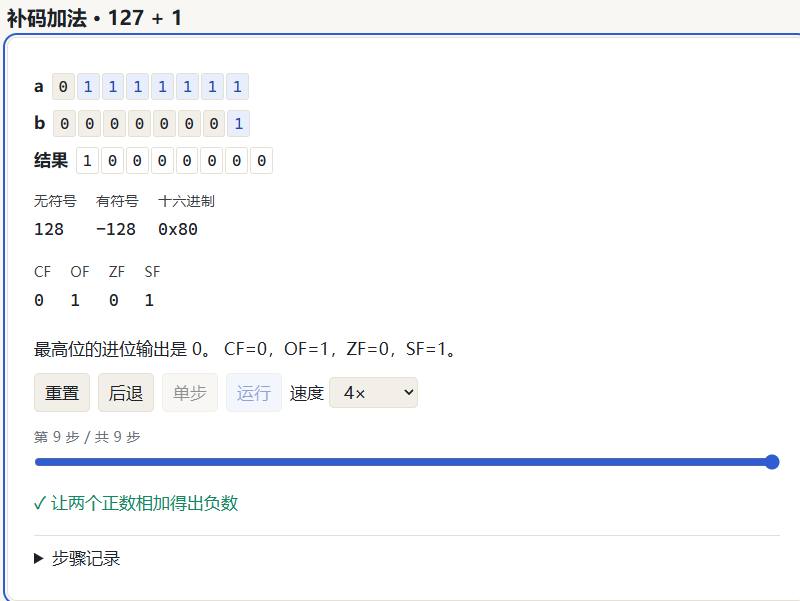 补码加法 • 127 + 1
a 0 1 1 1 1 1 1 1
b 0 0 0 0 0 0 0 1
结果 1 0 0 0 0 0 0 0
无符号 有符号 十六进制
128 −128 0x80
CF OF ZF SF
0 1 0 1
最高位的进位输出是 0。 CF=0，OF=1，ZF=0，SF=1。
重置 后退 单步 运行 速度 4×
第 9 步 / 共 9 步
✓ 让两个正数相加得出负数
▶ 步骤记录